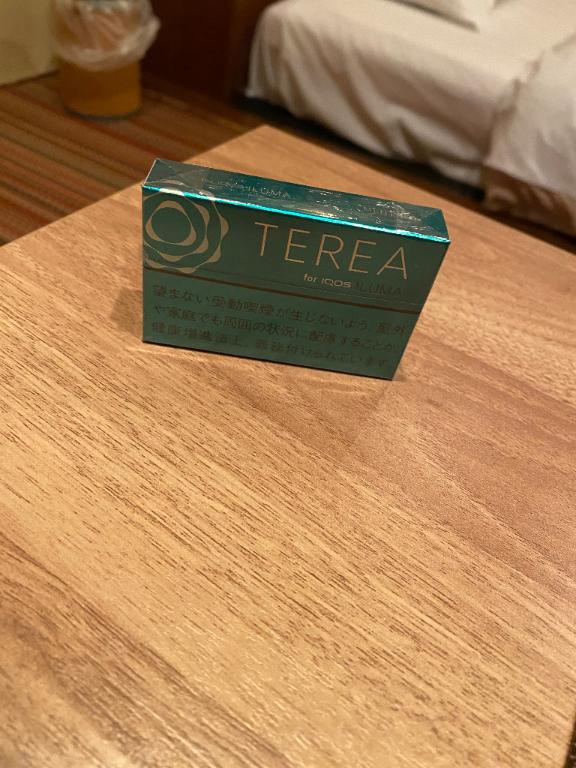 TEREA
for IQOS ILUMA
望まない受動喫煙が生じないよう、屋外
や家庭でも周囲の状況に配慮することが、
健康増進法上、義務付けられています。